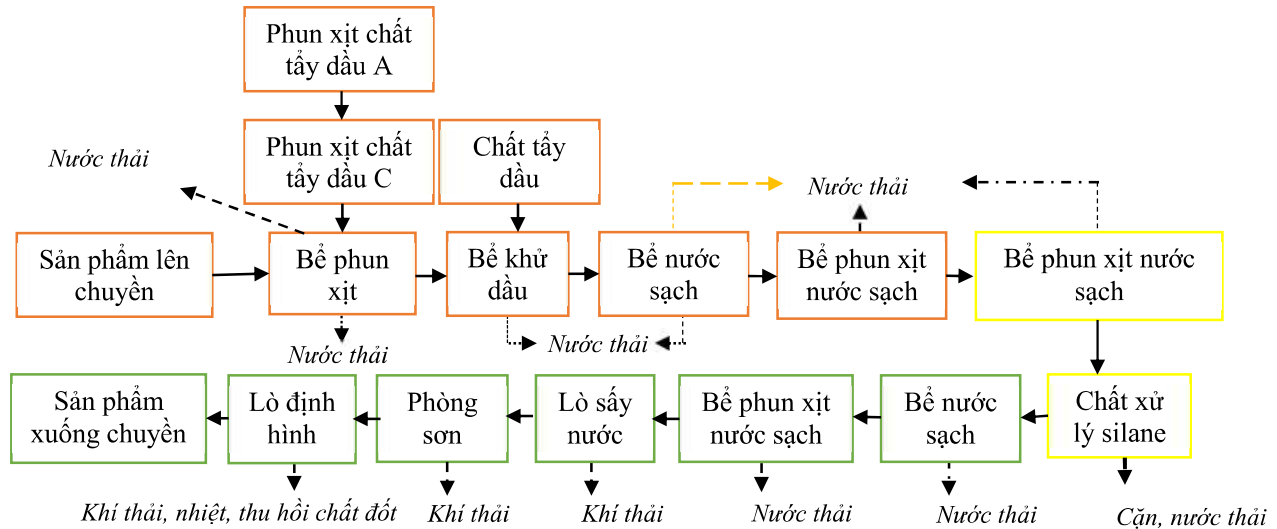 Phun xịt chất
tẩy dầu A
Phun xịt chất
tẩy dầu C
Chất tẩy
dầu
Nước thải
Nước thải
Sản phẩm lên
chuyền
Bể phun
xịt
Bể khử
dầu
Bể nước
sạch
Bể phun xịt
nước sạch
Bể phun xịt nước
sạch
Nước thải
Nước thải
Sản phẩm
xuống chuyền
Lò định
hình
Phòng
sơn
Lò sấy
nước
Bể phun xịt
nước sạch
Bể nước
sạch
Chất xử
lý silane
Khí thải, nhiệt, thu hồi chất đốt
Khí thải
Khí thải
Nước thải
Nước thải
Cặn, nước thải